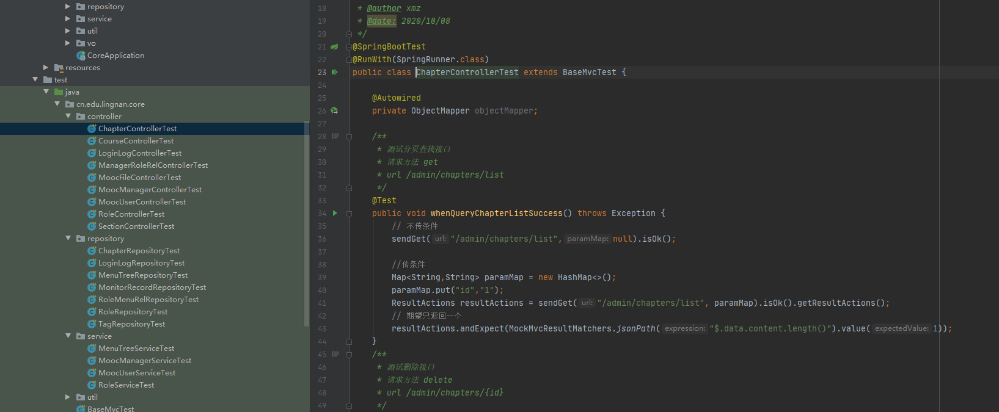 repository
service
util
vo
CoreApplication
resources
test
java
cn.edu.lingnan.core
controller
ChapterControllerTest
CourseControllerTest
LoginLogControllerTest
ManagerRoleRelControllerTest
MoocFileControllerTest
MoocManagerControllerTest
MoocUserControllerTest
RoleControllerTest
SectionControllerTest
repository
ChapterRepositoryTest
LoginLogRepositoryTest
MenuTreeRepositoryTest
MonitorRecordRepositoryTest
RoleMenuRelRepositoryTest
RoleRepositoryTest
TagRepositoryTest
service
MenuTreeServiceTest
MoocManagerServiceTest
MoocUserServiceTest
RoleServiceTest
util
BaseMvcTest
18 * @author xmz
19 * @date: 2020/10/08
20 */
21 @SpringBootTest
22 @RunWith(SpringRunner.class)
23 public class ChapterControllerTest extends BaseMvcTest {
24
25 @Autowired
26 private ObjectMapper objectMapper;
27
28 /**
29 * 测试分页查找接口
30 * 请求方法 get
31 * url /admin/chapters/list
32 */
33 @Test
34 public void whenQueryChapterListSuccess() throws Exception {
35 // 不传条件
36 sendGet( url: "/admin/chapters/list", paramMap: null).isOk();
37
38 //传条件
39 Map<String,String> paramMap = new HashMap<>();
40 paramMap.put("id","1");
41 ResultActions resultActions = sendGet( url: "/admin/chapters/list", paramMap).isOk().getResultActions();
42 // 期望只返回一个
43 resultActions.andExpect(MockMvcResultMatchers.jsonPath( expression: "$.data.content.length()").value( expectedValue: 1));
44 }
45 /**
46 * 测试删除接口
47 * 请求方法 delete
48 * url /admin/chapters/{id}
49 */